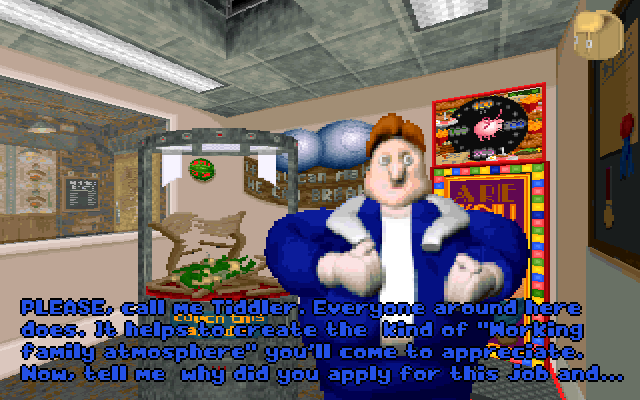 ARE
PLEASE, call me Tiddler. Everyone around here
does. It helps to create the kind of "Working
family atmosphere" you'll come to appreciate.
Now, tell me why did you apply for this job and...